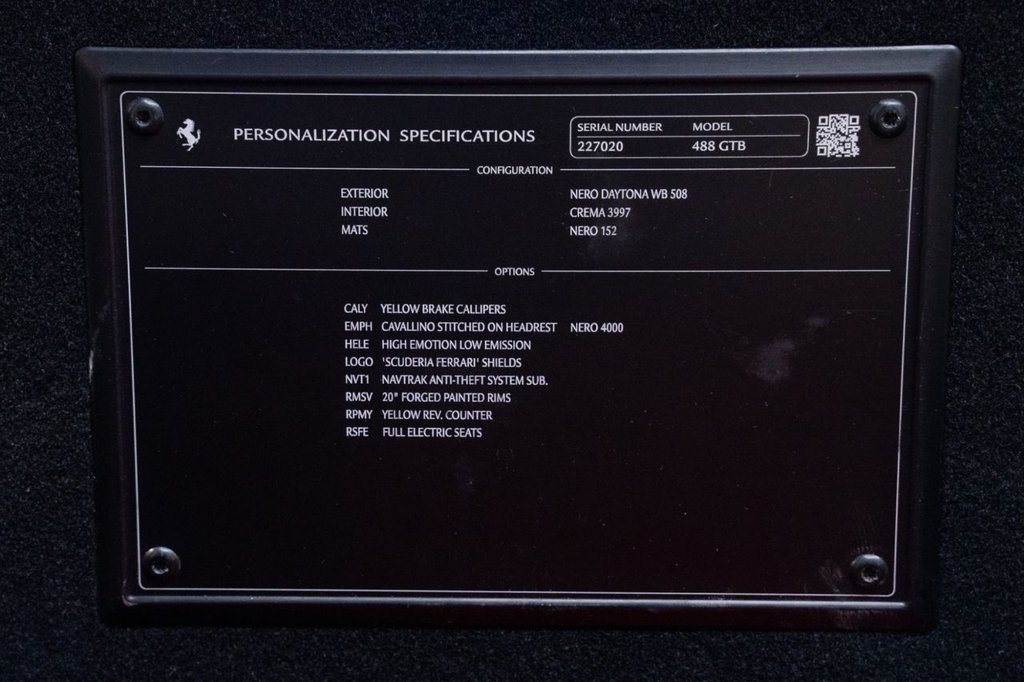 PERSONALIZATION SPECIFICATIONS
SERIAL NUMBER MODEL
227020 488 GTB
CONFIGURATION
EXTERIOR NERO DAYTONA WB 508
INTERIOR CREMA 3997
MATS NERO 152
OPTIONS
CALY YELLOW BRAKE CALLIPERS
EMPH CAVALLINO STITCHED ON HEADREST NERO 4000
HELE HIGH EMOTION LOW EMISSION
LOGO 'SCUDERIA FERRARI' SHIELDS
NVT1 NAVTRAK ANTI-THEFT SYSTEM SUB.
RMSV 20" FORGED PAINTED RIMS
RPMY YELLOW REV. COUNTER
RSFE FULL ELECTRIC SEATS